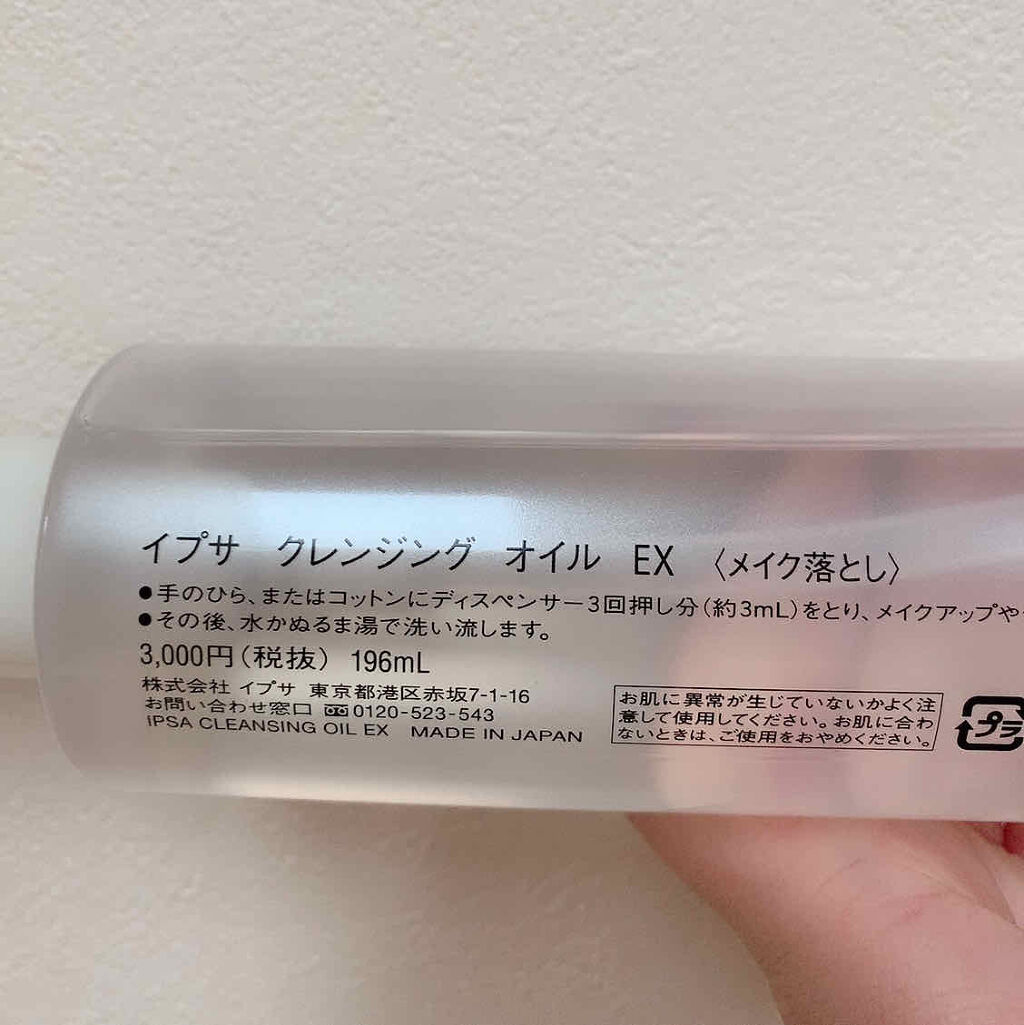 イプサ クレンジング オイル EX 〈メイク落とし〉
●手のひら、またはコットンにディスペンサー3回押し分(約3mL)をとり、メイクアップや
●その後、水かぬるま湯で洗い流します。
3,000円(税抜) 196mL
株式会社 イプサ 東京都港区赤坂7-1-16
お問い合わせ窓口 0120-523-543
IPSA CLEANSING OIL EX MADE IN JAPAN
お肌に異常が生じていないかよく注
意して使用してください。お肌に合わ
ないときは、ご使用をおやめください。
プラ